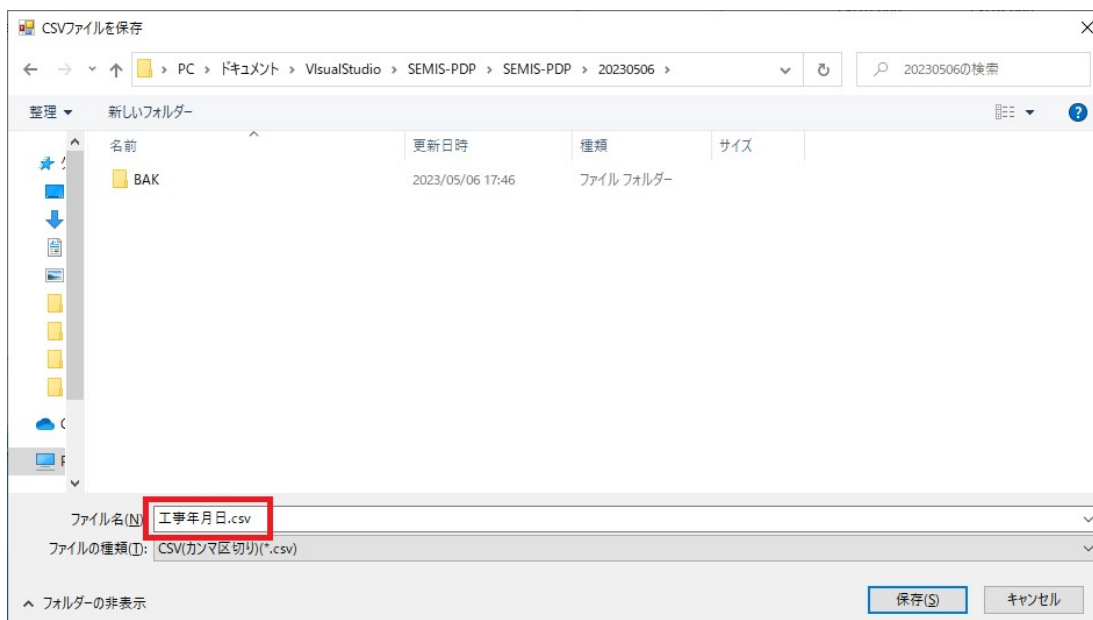 CSVファイルを保存
PC › ドキュメント › VIsualStudio › SEMIS-PDP › SEMIS-PDP › 20230506 ›
20230506の検索
整理 新しいフォルダー
名前 更新日時 種類 サイズ
BAK 2023/05/06 17:46 ファイル フォルダー
ファイル名(N) 工事年月日.csv
ファイルの種類(T): CSV(カンマ区切り)(*.csv)
フォルダーの非表示 保存(S) キャンセル